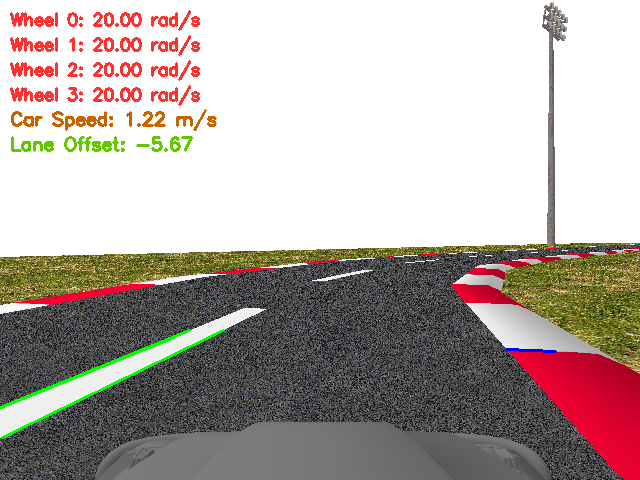 Wheel 0: 20.00 rad/s
Wheel 1: 20.00 rad/s
Wheel 2: 20.00 rad/s
Wheel 3: 20.00 rad/s
Car Speed: 1.22 m/s
Lane Offset: -5.67